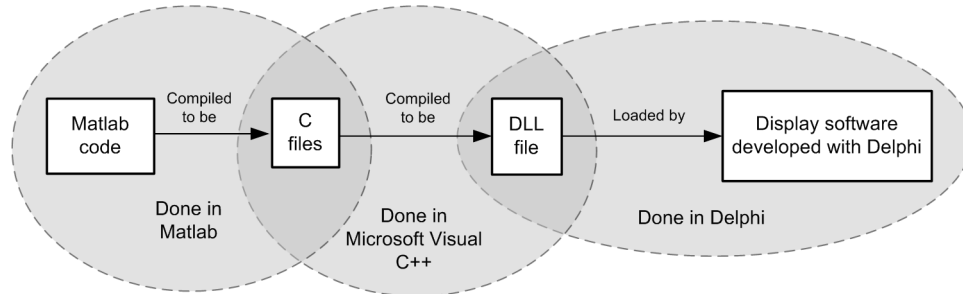 Matlab
code
Compiled
to be
C
files
Compiled
to be
DLL
file
Loaded by
Display software
developed with Delphi
Done in
Matlab
Done in
Microsoft Visual
C++
Done in Delphi